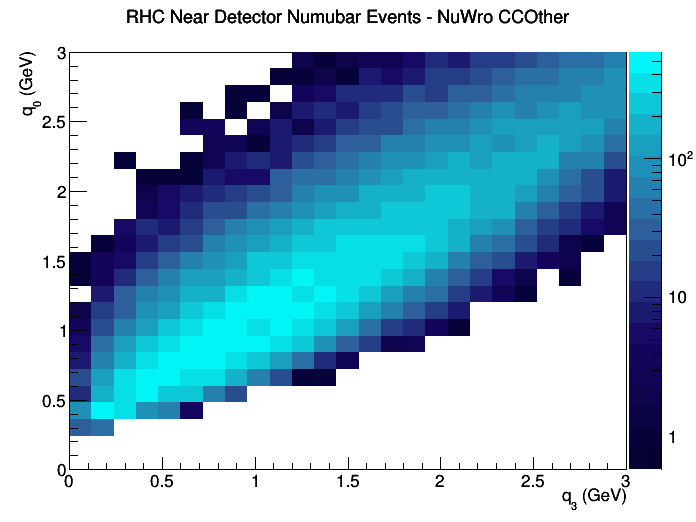 RHC Near Detector Numubar Events - NuWro CCOther
q0 (GeV)
3
2.5
2
1.5
1
0.5
0
0 0.5 1 1.5 2 2.5 3
q3 (GeV)
10²
10
1